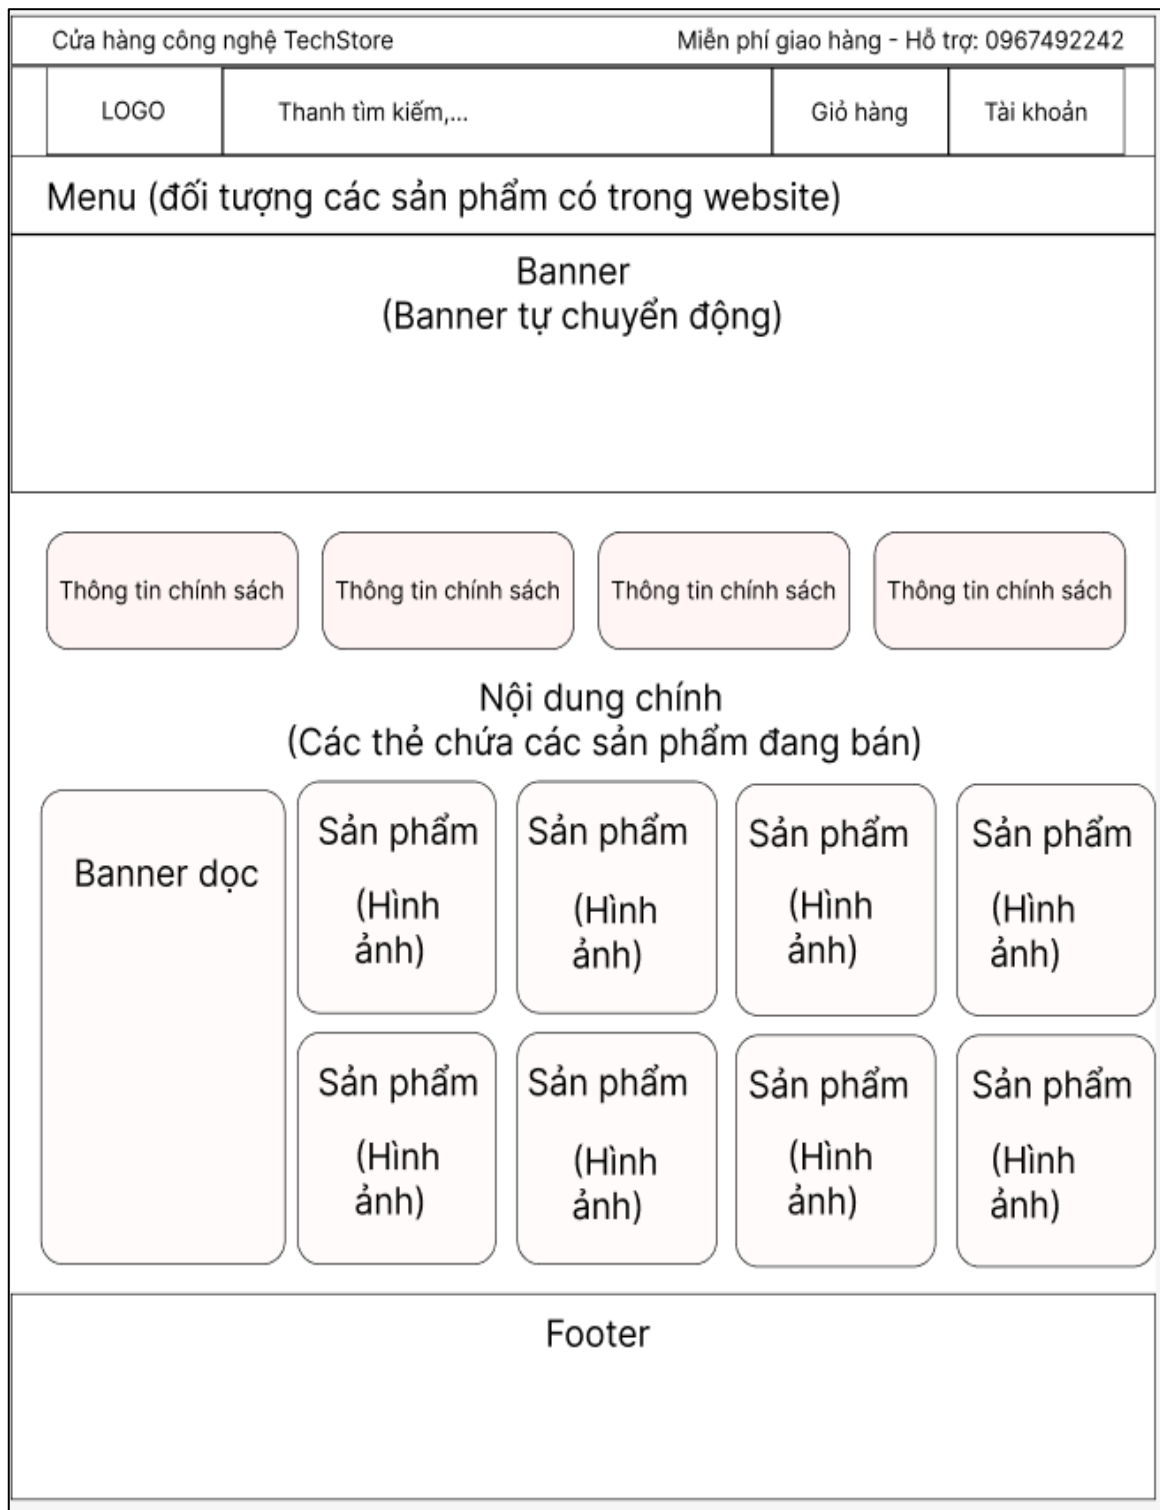 Cửa hàng công nghệ TechStore
Miễn phí giao hàng - Hỗ trợ: 0967492242
LOGO
Thanh tìm kiếm,...
Giỏ hàng
Tài khoản
Menu (đối tượng các sản phẩm có trong website)
Banner
(Banner tự chuyển động)
Thông tin chính sách
Thông tin chính sách
Thông tin chính sách
Thông tin chính sách
Nội dung chính
(Các thẻ chứa các sản phẩm đang bán)
Banner dọc
Sản phẩm
(Hình
ảnh)
Sản phẩm
(Hình
ảnh)
Sản phẩm
(Hình
ảnh)
Sản phẩm
(Hình
ảnh)
Sản phẩm
(Hình
ảnh)
Sản phẩm
(Hình
ảnh)
Sản phẩm
(Hình
ảnh)
Sản phẩm
(Hình
ảnh)
Footer